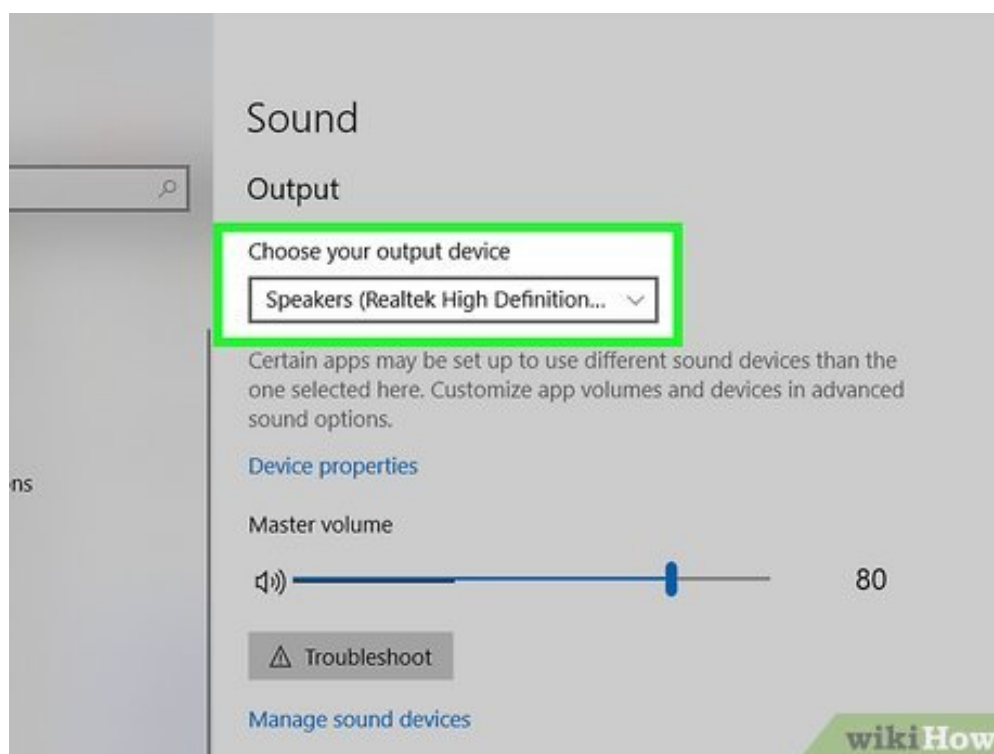 Sound
Output
Choose your output device
Speakers (Realtek High Definition...
Certain apps may be set up to use different sound devices than the
one selected here. Customize app volumes and devices in advanced
sound options.
Device properties
ns
Master volume
80
Troubleshoot
Manage sound devices
wikiHow